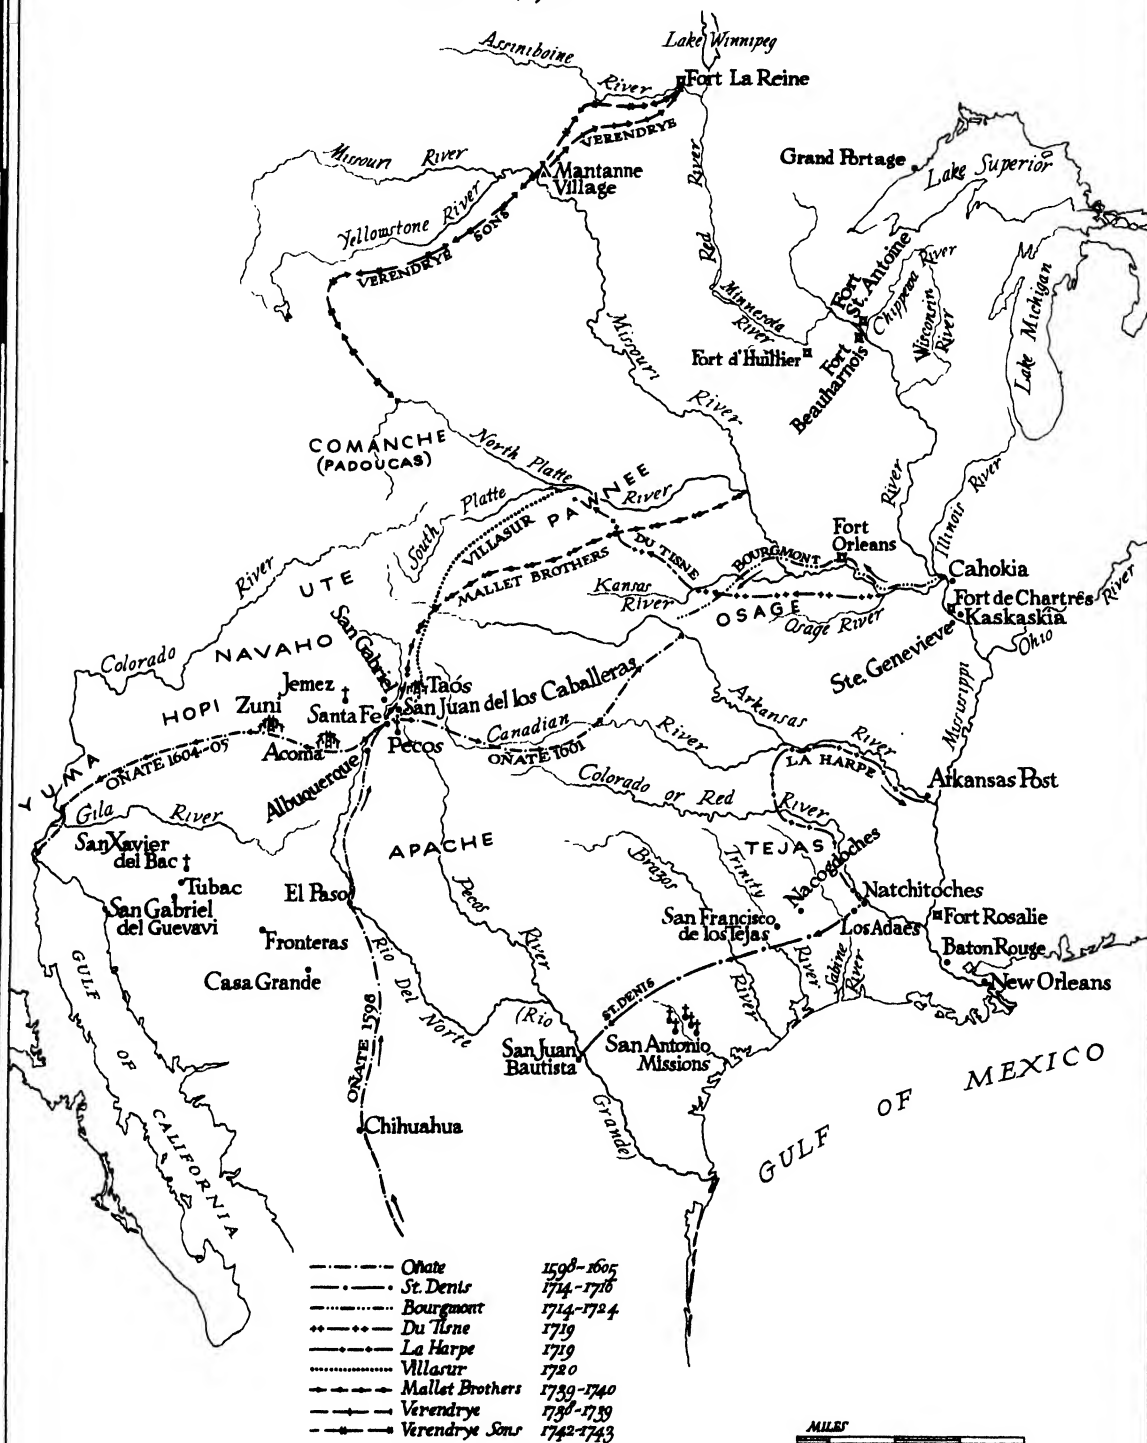 Assiniboine River
Lake Winnipeg
Fort La Reine
VERENDRYE
Missouri River
Mantanne
Village
Yellowstone River
VERENDRYE SONS
Red River
Grand Portage
Lake Superior
Fort
St. Antoine
Chippewa River
Wisconsin
River
Lake Michigan
Minnesota
River
Fort d'Huillier
Fort
Beauharnois
Missouri River
COMANCHE
(PADOUCAS)
North Platte River
South Platte
PAWNEE
VILLASUR
MALLET BROTHERS
DU TISNE
BOURGMONT
Fort
Orleans
River
Illinois River
Cahokia
Fort de Chartres
Kaskaskia
Ohio River
Ste. Genevieve
Kansas
River
OSAGE
Osage River
Colorado River
UTE
NAVAHO
HOPI
Zuni
Jemez
San Gabriel
Taos
San Juan del los Caballeras
Santa Fe
Acoma
Pecos
Albuquerque
Canadian River
OÑATE 1601
OÑATE 1604-05
YUMA
Gila River
Arkansas River
LA HARPE
Arkansas Post
Mississippi
Colorado or Red River
San Xavier
del Bac
Tubac
San Gabriel
del Guevavi
Fronteras
Casa Grande
El Paso
APACHE
Pecos River
Brazos River
Trinity River
TEJAS
Nacogdoches
Natchitoches
San Francisco
de los Tejas
Los Adaes
Sabine
River
Fort Rosalie
Baton Rouge
New Orleans
Rio Del Norte
(Rio Grande)
ST. DENIS
San Juan
Bautista
San Antonio
Missions
OÑATE 1598
Chihuahua
GULF OF CALIFORNIA
GULF OF MEXICO
Oñate 1598-1605
St. Denis 1714-1716
Bourgmont 1714-1724
Du Tisne 1719
La Harpe 1719
Villasur 1720
Mallet Brothers 1739-1740
Verendrye 1738-1739
Verendrye Sons 1742-1743
MILES